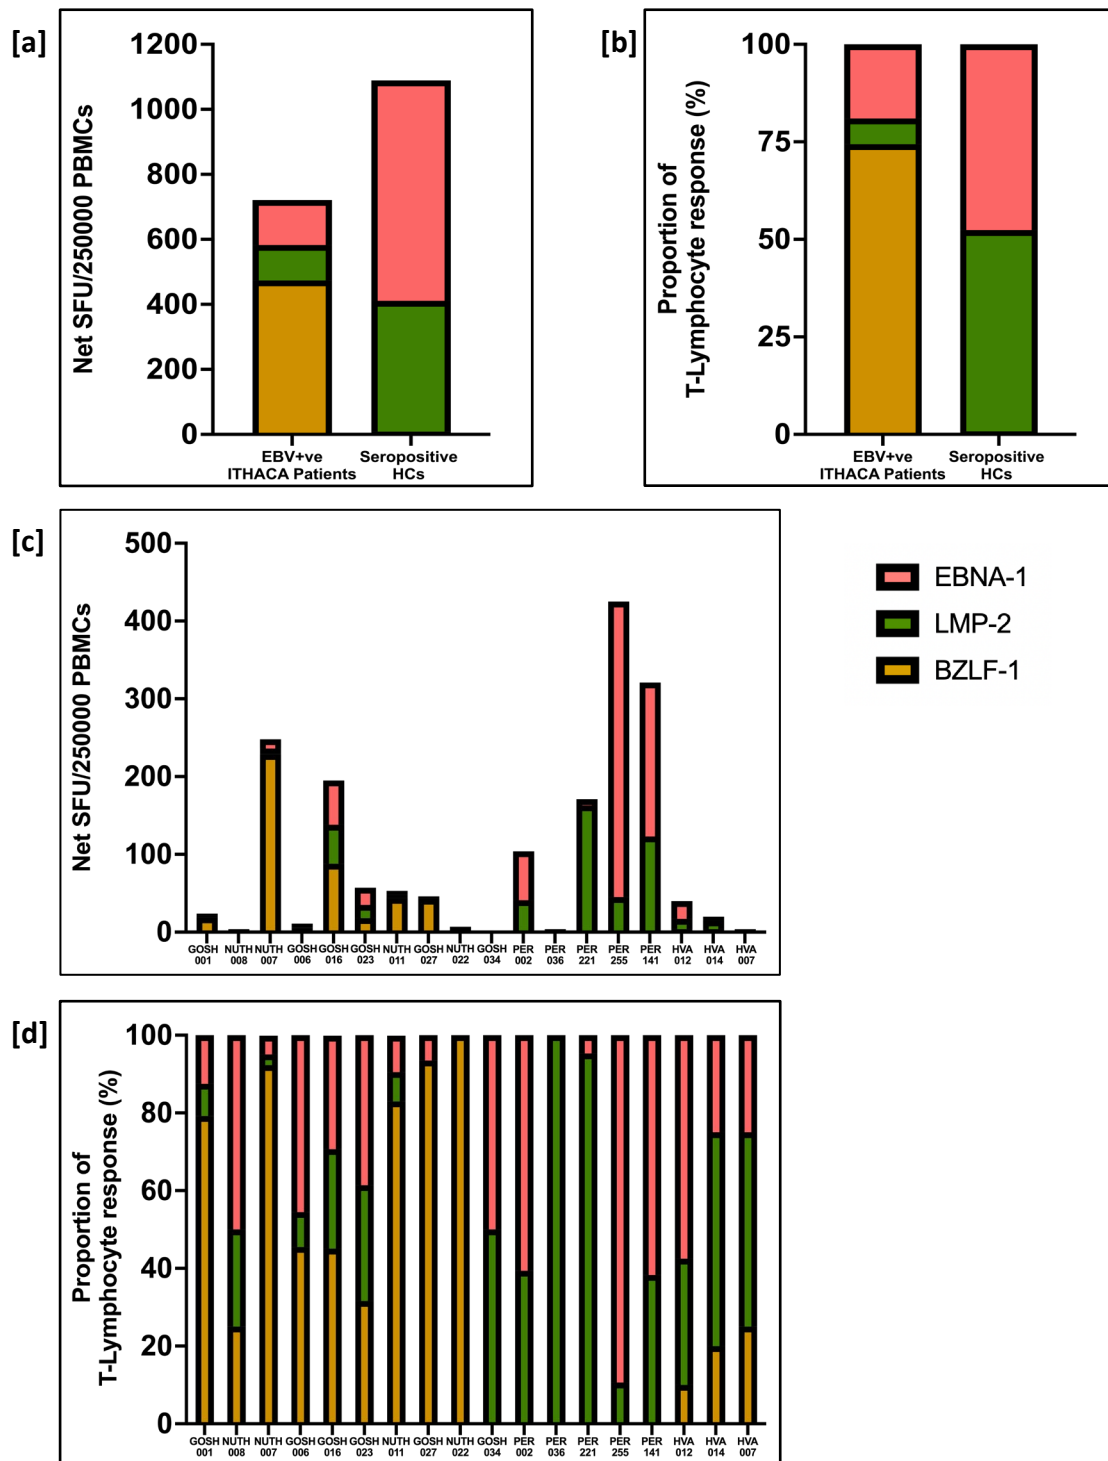 [a]
1200
1000
800
600
400
200
0
Net SFU/250000 PBMCs
EBV+ve
ITHACA Patients
Seropositive
HCs
[b]
100
75
50
25
0
Proportion of
T-Lymphocyte response (%)
EBV+ve
ITHACA Patients
Seropositive
HCs
[c]
500
400
300
200
100
0
Net SFU/250000 PBMCs
GOSH NUTH NUTH GOSH GOSH GOSH NUTH GOSH NUTH GOSH PER PER PER PER PER HVA HVA HVA
001 008 007 006 016 023 011 027 022 034 002 036 221 255 141 012 014 007
EBNA-1
LMP-2
BZLF-1
[d]
100
80
60
40
20
0
Proportion of
T-Lymphocyte response (%)
GOSH NUTH NUTH GOSH GOSH GOSH NUTH GOSH NUTH GOSH PER PER PER PER PER HVA HVA HVA
001 008 007 006 016 023 011 027 022 034 002 036 221 255 141 012 014 007